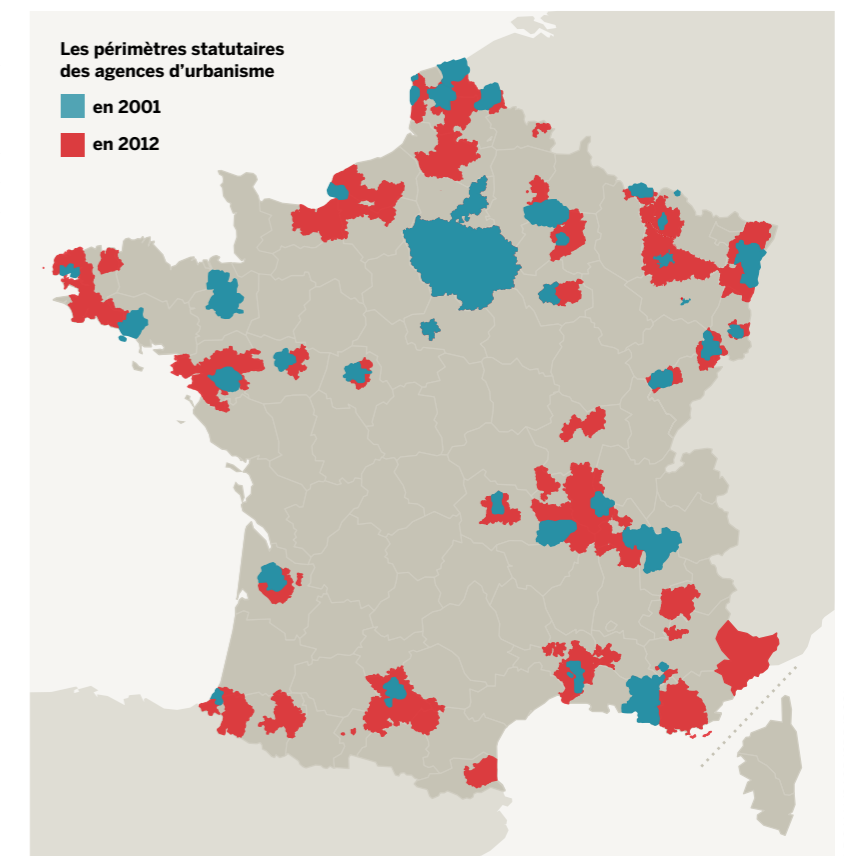 Les périmètres statutaires
des agences d’urbanisme
en 2001
en 2012